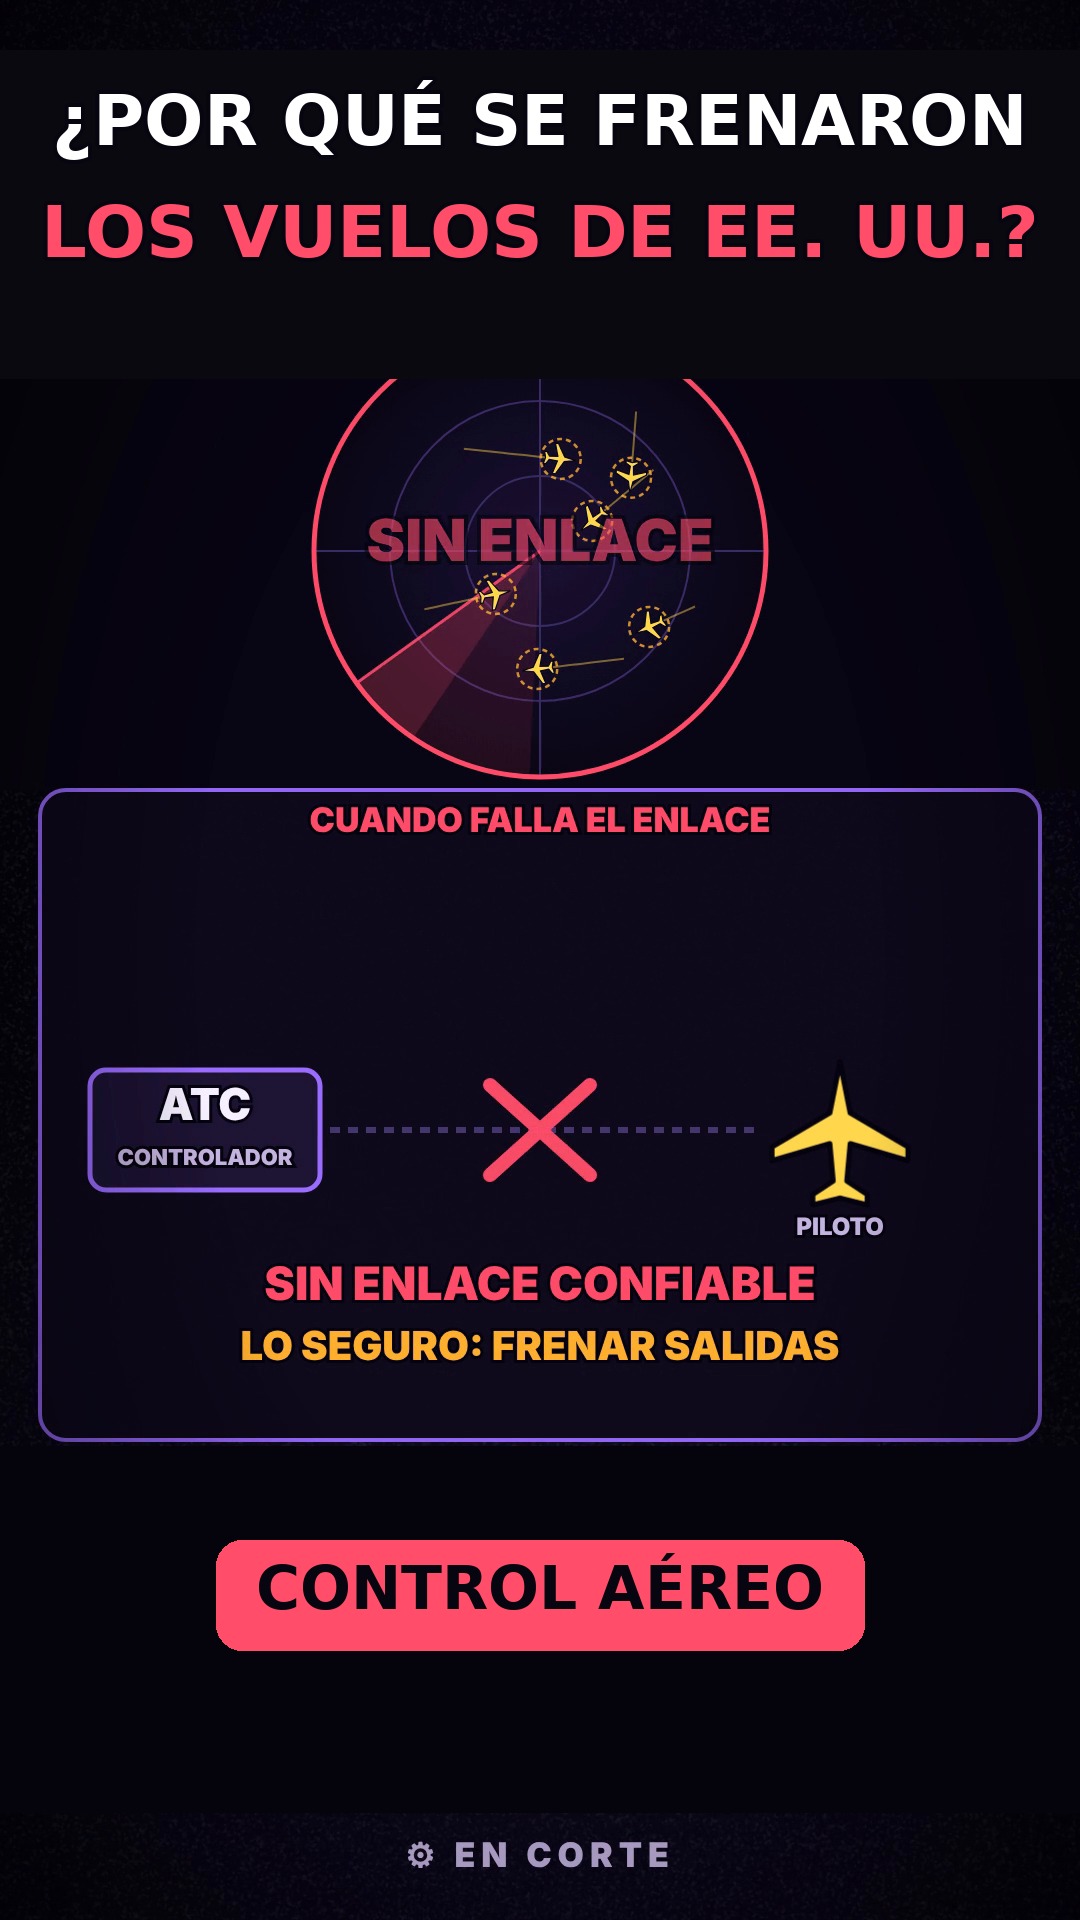 ¿POR QUÉ SE FRENARON
LOS VUELOS DE EE. UU.?
SIN ENLACE
CUANDO FALLA EL ENLACE
ATC
CONTROLADOR
PILOTO
SIN ENLACE CONFIABLE
LO SEGURO: FRENAR SALIDAS
CONTROL AÉREO
⚙ EN CORTE